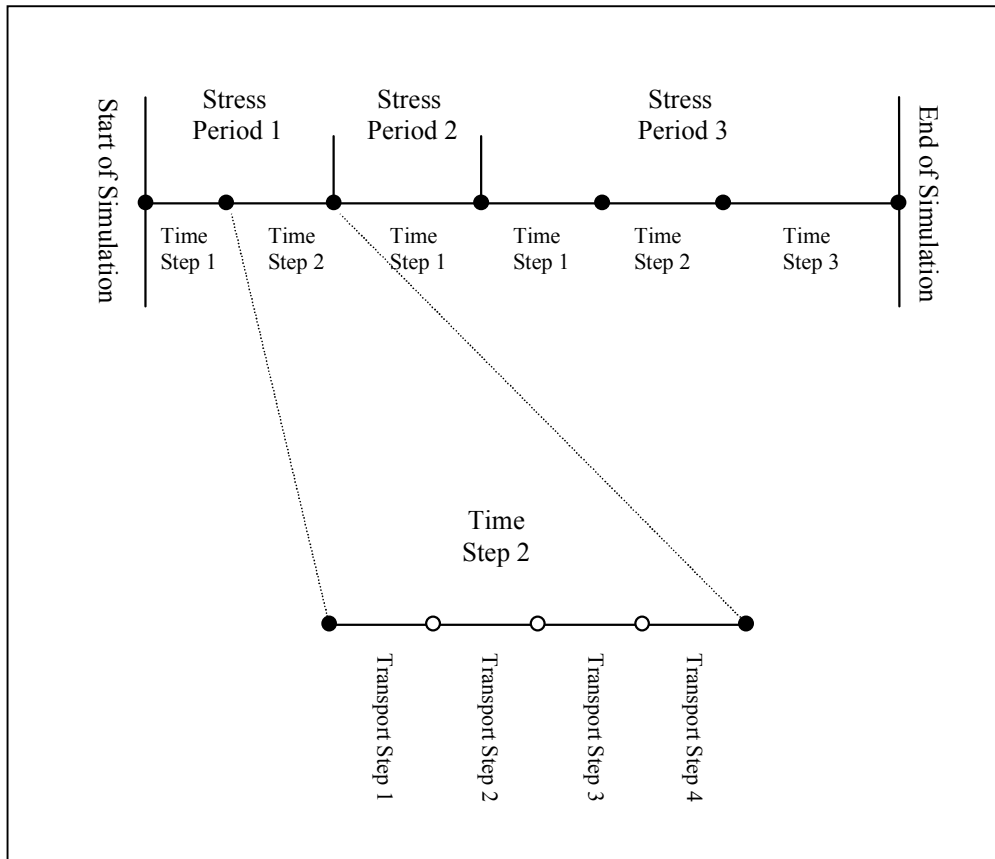 Start of Simulation
Stress
Period 1
Stress
Period 2
Stress
Period 3
End of Simulation
Time
Step 1
Time
Step 2
Time
Step 1
Time
Step 1
Time
Step 2
Time
Step 3
Time
Step 2
Transport Step 1
Transport Step 2
Transport Step 3
Transport Step 4